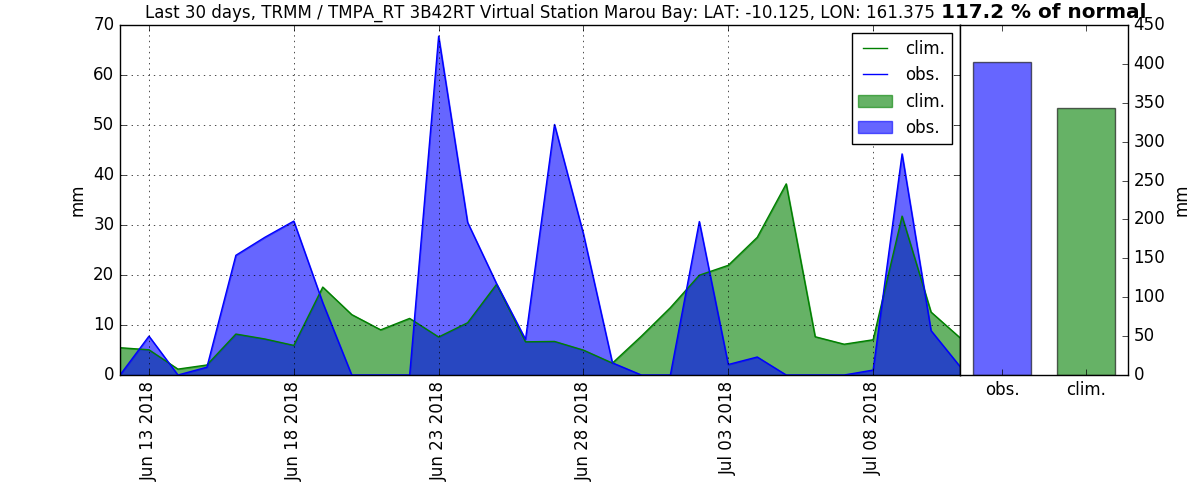 Last 30 days, TRMM / TMPA_RT 3B42RT Virtual Station Marou Bay: LAT: -10.125, LON: 161.375 117.2 % of normal
70
60
50
40
30
20
10
0
mm
clim.
obs.
clim.
obs.
Jun 13 2018
Jun 18 2018
Jun 23 2018
Jun 28 2018
Jul 03 2018
Jul 08 2018
450
400
350
300
250
200
150
100
50
0
mm
obs.
clim.